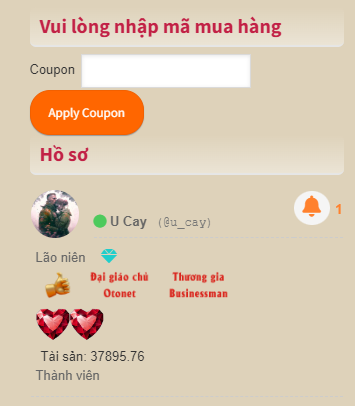 Vui lòng nhập mã mua hàng
Coupon
Apply Coupon
Hồ sơ
U Cay (@u_cay)
1
Lão niên
Đại giáo chủ Thương gia
Otonet Businessman
Tài sản: 37895.76
Thành viên